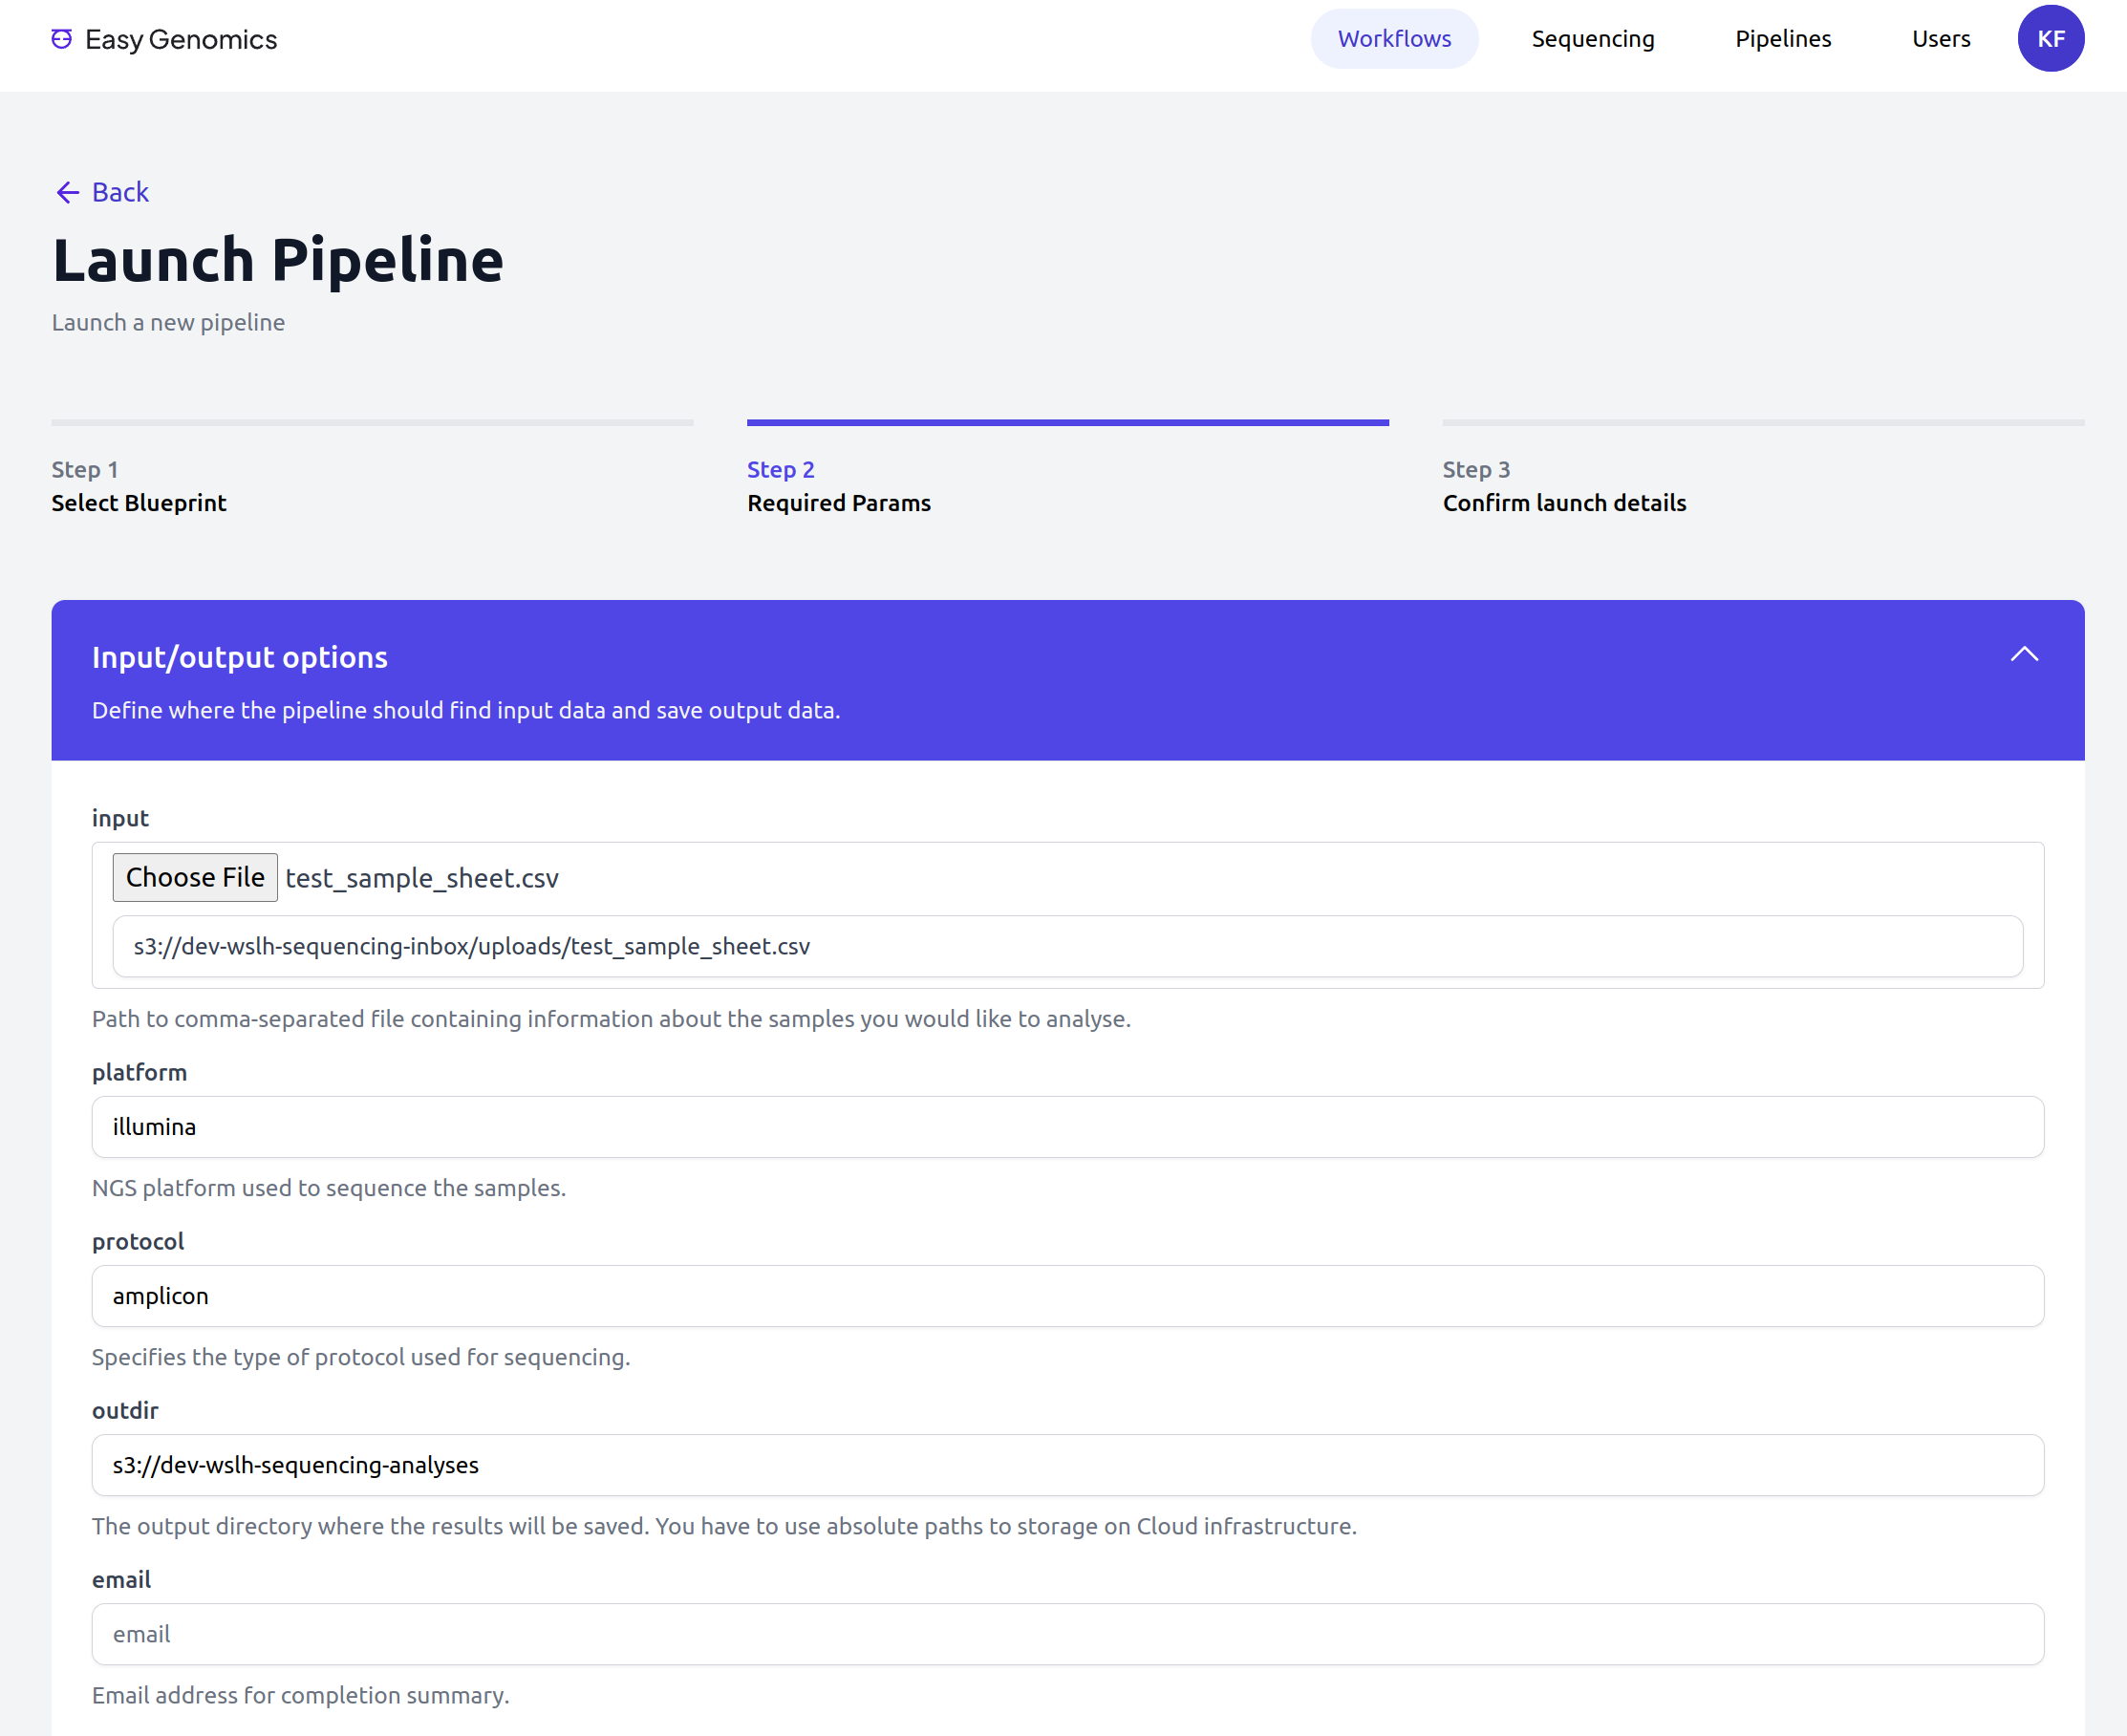 Easy Genomics
Workflows
Sequencing
Pipelines
Users
KF
Back
Launch Pipeline
Launch a new pipeline
Step 1
Select Blueprint
Step 2
Required Params
Step 3
Confirm launch details
Input/output options
Define where the pipeline should find input data and save output data.
input
Choose File test_sample_sheet.csv
s3://dev-wslh-sequencing-inbox/uploads/test_sample_sheet.csv
Path to comma-separated file containing information about the samples you would like to analyse.
platform
illumina
NGS platform used to sequence the samples.
protocol
amplicon
Specifies the type of protocol used for sequencing.
outdir
s3://dev-wslh-sequencing-analyses
The output directory where the results will be saved. You have to use absolute paths to storage on Cloud infrastructure.
email
email
Email address for completion summary.